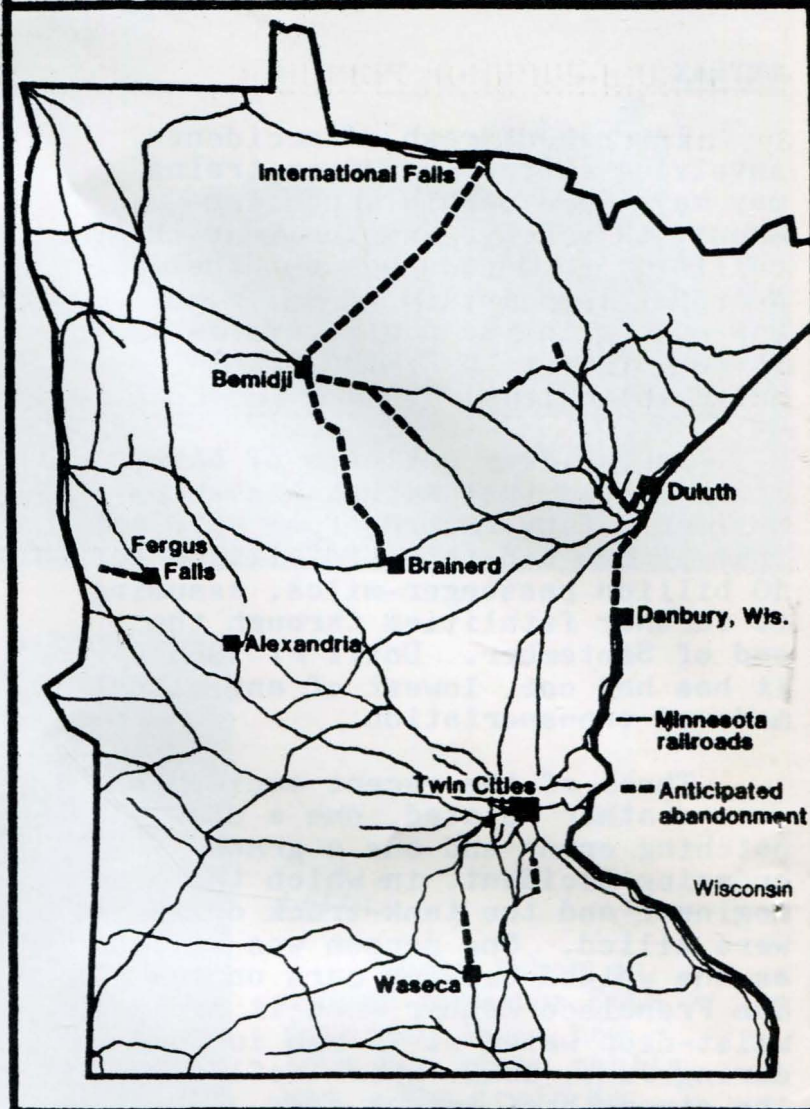 International Falls
Bemidji
Duluth
Fergus
Falls
Brainerd
Danbury, Wis.
Alexandria
Minnesota
railroads
Twin Cities
Anticipated
abandonment
Wisconsin
Waseca